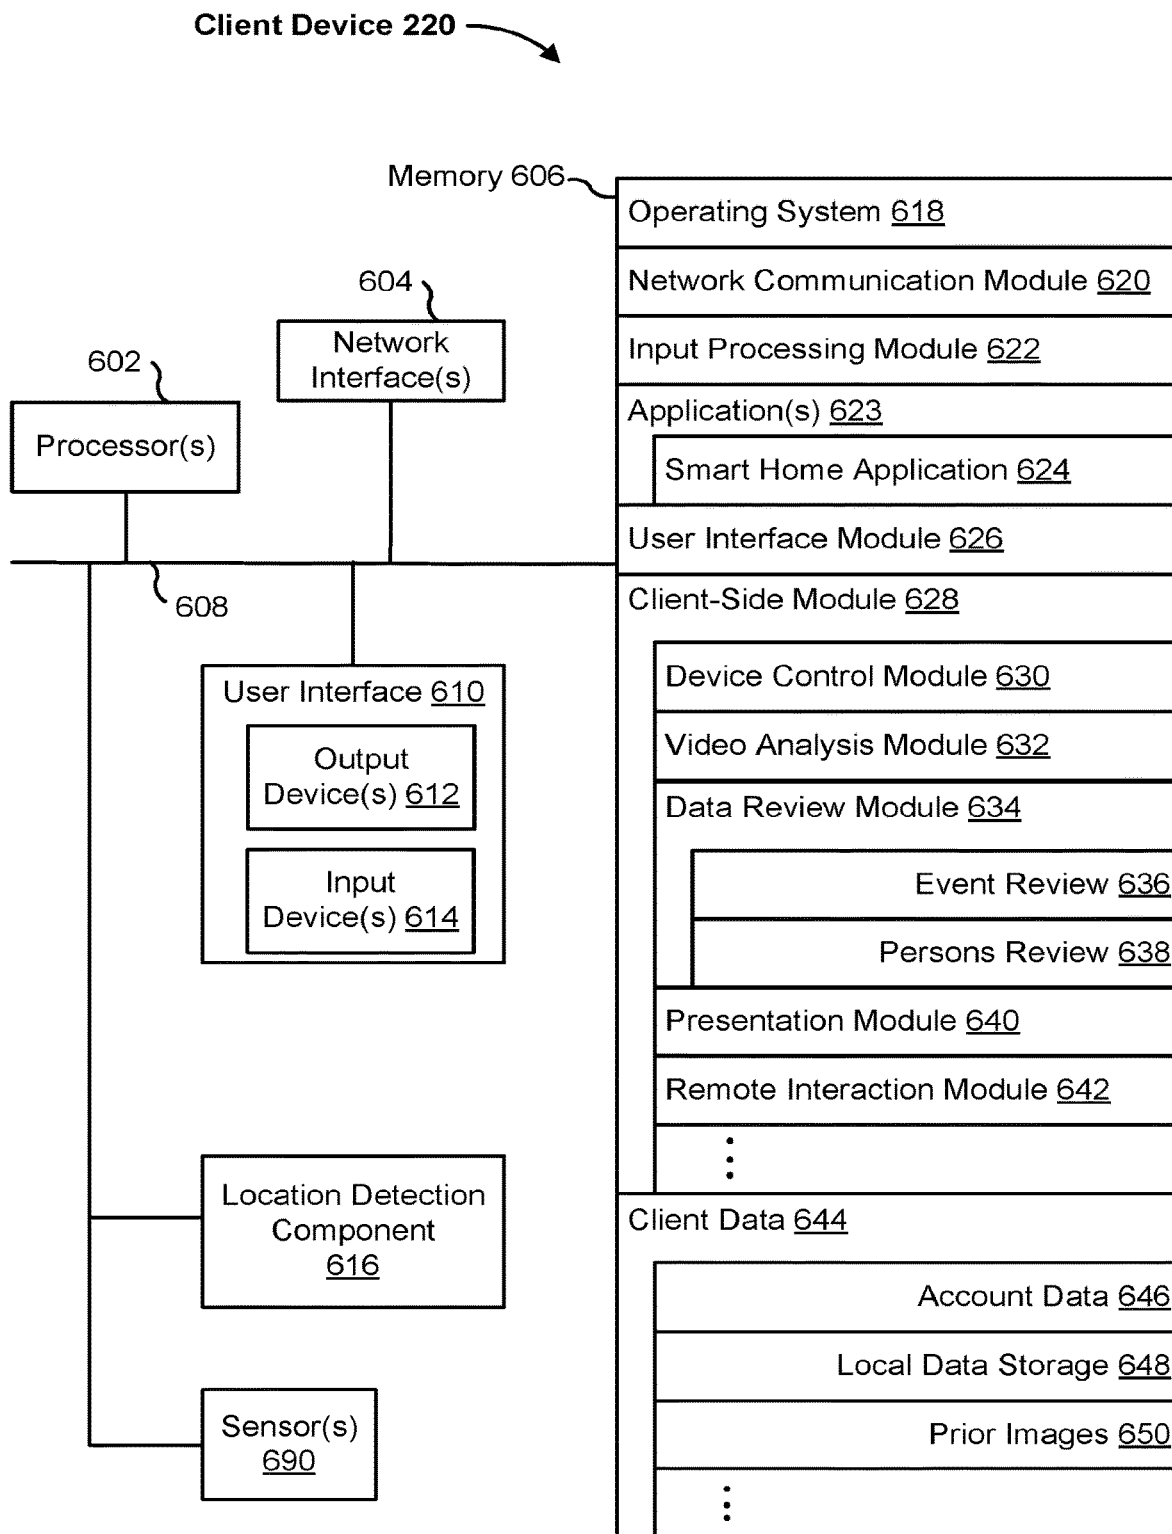 Client Device 220
Memory 606
Operating System 618
Network Communication Module 620
Input Processing Module 622
Application(s) 623
Smart Home Application 624
User Interface Module 626
Client-Side Module 628
Device Control Module 630
Video Analysis Module 632
Data Review Module 634
Event Review 636
Persons Review 638
Presentation Module 640
Remote Interaction Module 642
Client Data 644
Account Data 646
Local Data Storage 648
Prior Images 650
604
Network
Interface(s)
602
Processor(s)
608
User Interface 610
Output
Device(s) 612
Input
Device(s) 614
Location Detection
Component
616
Sensor(s)
690